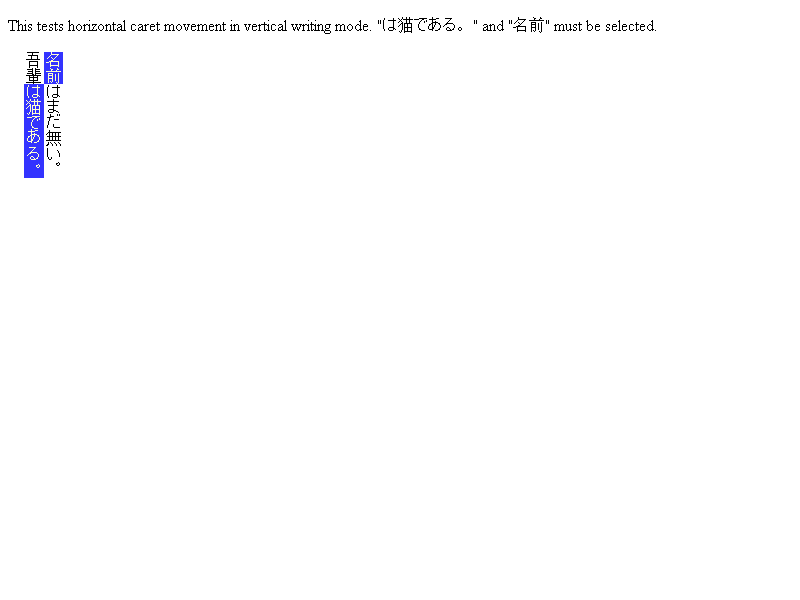 This tests horizontal caret movement in vertical writing mode. "は猫である。" and "名前" must be selected.
吾輩は猫である。
名前はまだ無い。